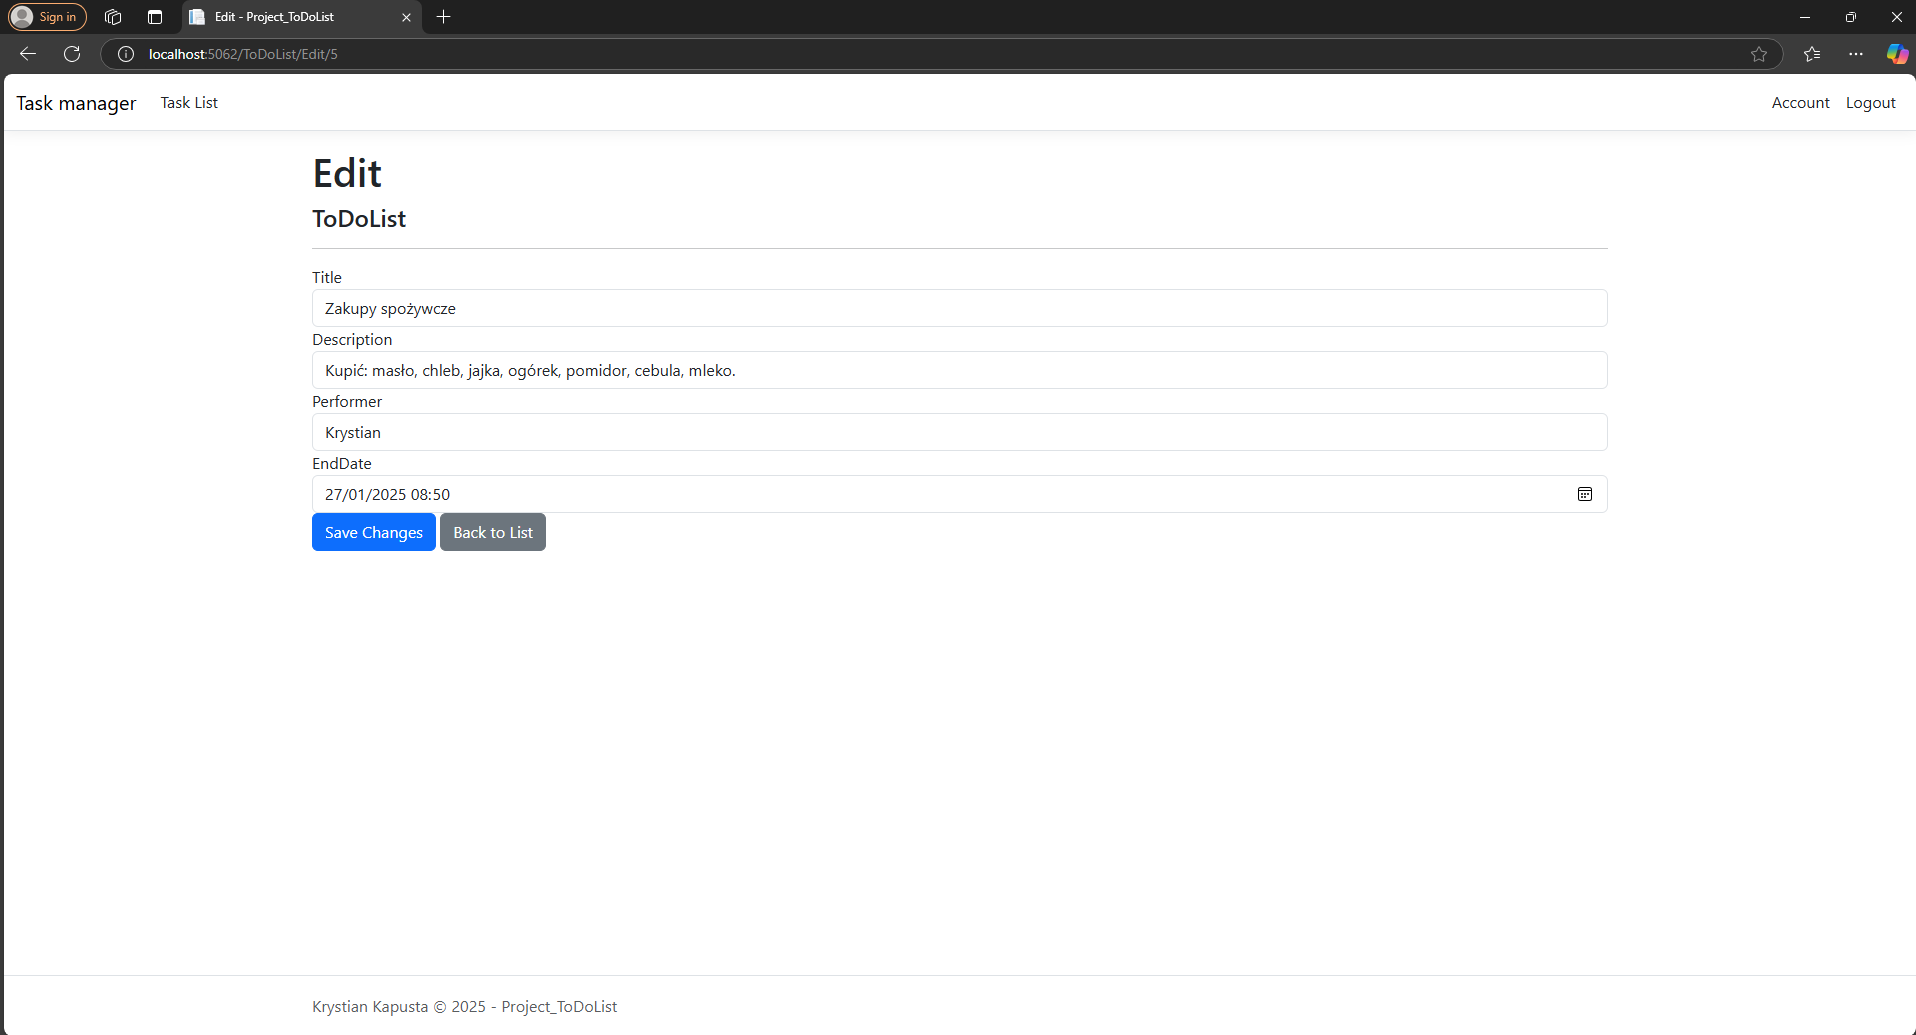 Sign in
Edit - Project_ToDoList
localhost:5062/ToDoList/Edit/5
Task manager Task List Account Logout
Edit
ToDoList
Title
Zakupy spożywcze
Description
Kupić: masło, chleb, jajka, ogórek, pomidor, cebula, mleko.
Performer
Krystian
EndDate
27/01/2025 08:50
Save Changes Back to List
Krystian Kapusta © 2025 - Project_ToDoList